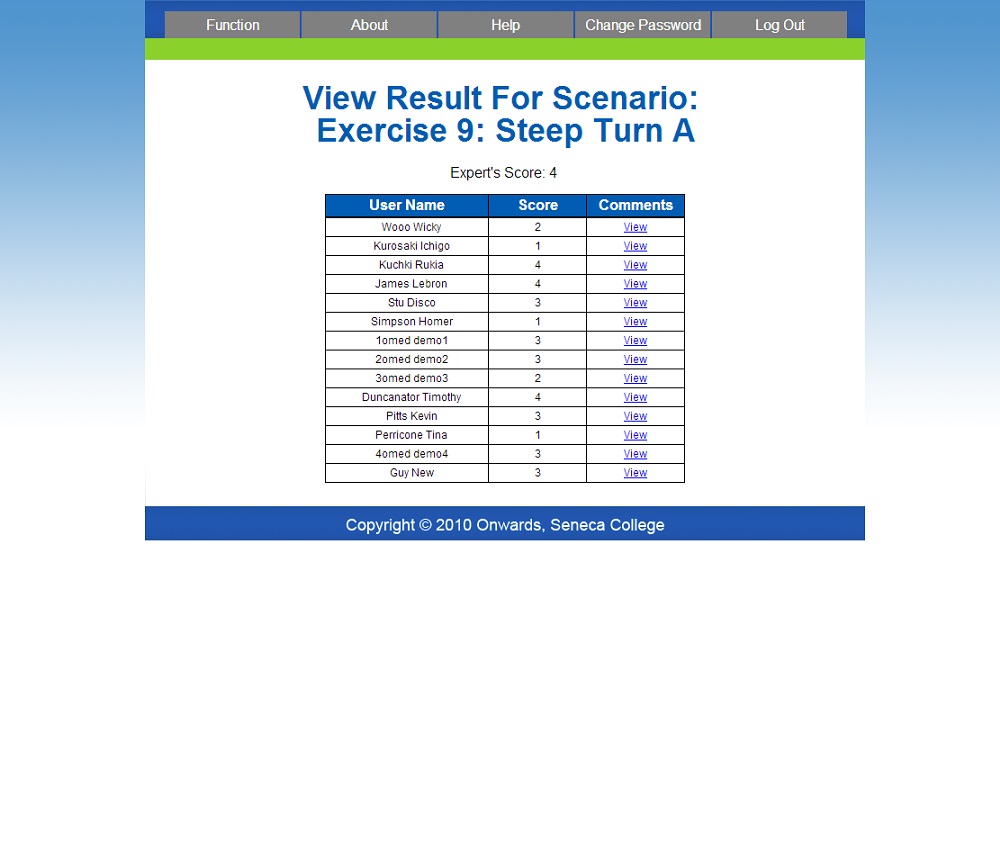 Function About Help Change Password Log Out
View Result For Scenario:
Exercise 9: Steep Turn A
Expert's Score: 4
User Name Score Comments
Wooo Wicky 2 View
Kurosaki Ichigo 1 View
Kuchki Rukia 4 View
James Lebron 4 View
Stu Disco 3 View
Simpson Homer 1 View
1omed demo1 3 View
2omed demo2 3 View
3omed demo3 2 View
Duncanator Timothy 4 View
Pitts Kevin 3 View
Perricone Tina 1 View
4omed demo4 3 View
Guy New 3 View
Copyright © 2010 Onwards, Seneca College